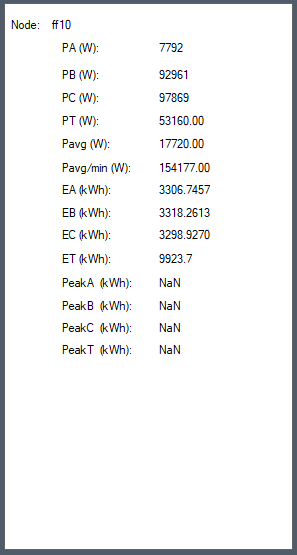 Node: ff10
PA (W): 7792
PB (W): 92961
PC (W): 97869
PT (W): 53160.00
Pavg (W): 17720.00
Pavg/min (W): 154177.00
EA (kWh): 3306.7457
EB (kWh): 3318.2613
EC (kWh): 3298.9270
ET (kWh): 9923.7
PeakA (kWh): NaN
PeakB (kWh): NaN
PeakC (kWh): NaN
PeakT (kWh): NaN